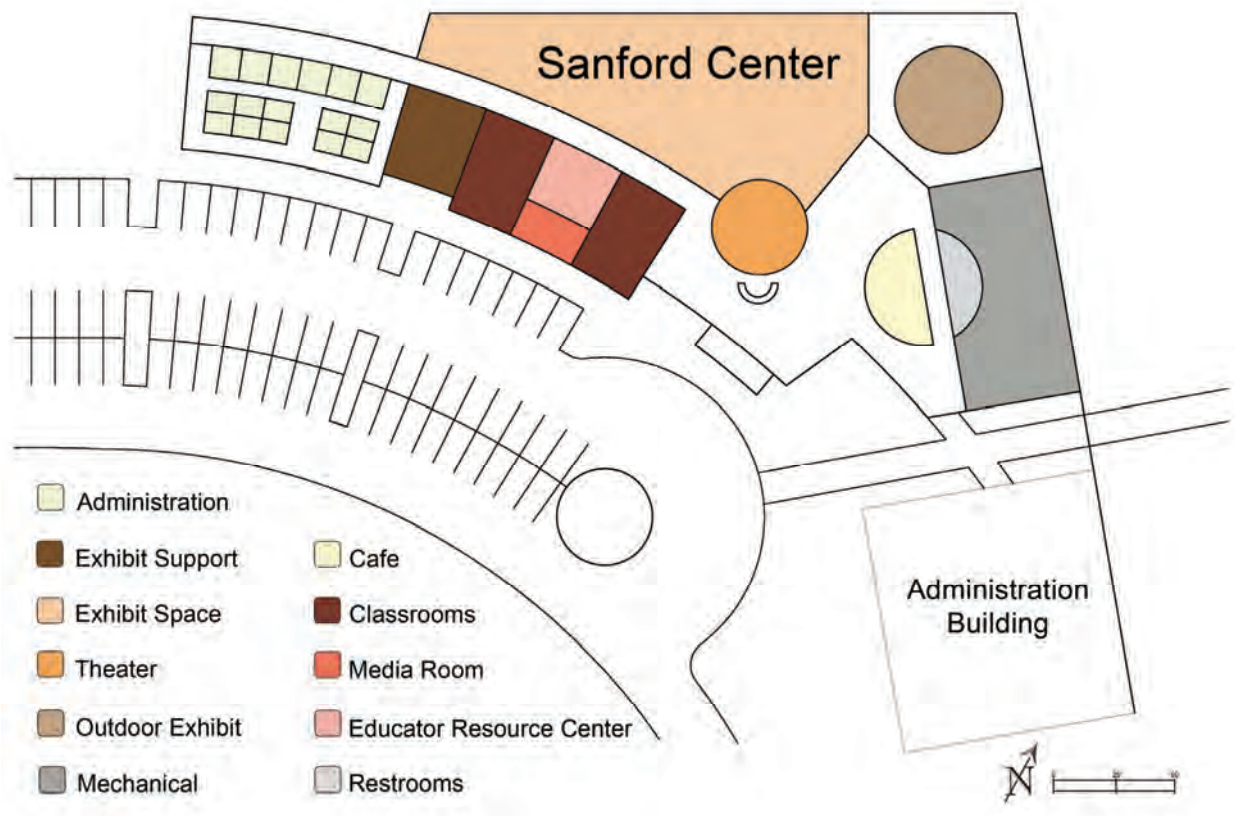 Sanford Center
Administration
Exhibit Support
Exhibit Space
Theater
Outdoor Exhibit
Mechanical
Cafe
Classrooms
Media Room
Educator Resource Center
Restrooms
Administration
Building
N